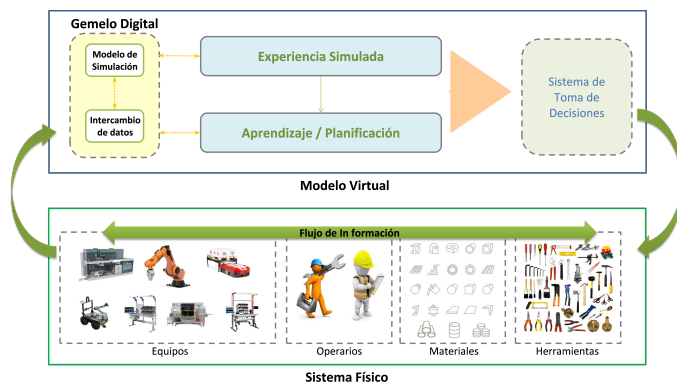 Gemelo Digital
Modelo de
Simulación
Intercambio
de datos
Experiencia Simulada
Aprendizaje / Planificación
Sistema de
Toma de
Decisiones
Modelo Virtual
Flujo de In formación
Equipos
Operarios
Materiales
Herramientas
Sistema Físico